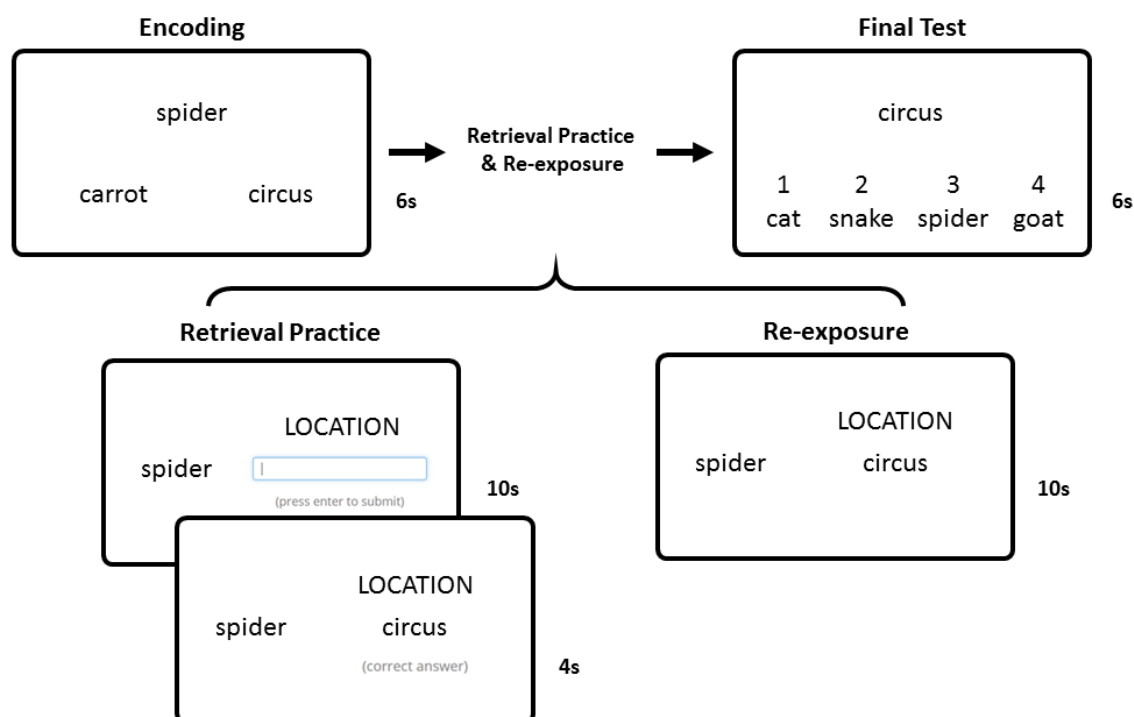 Encoding
spider
carrot circus
6s
Retrieval Practice
& Re-exposure
Final Test
circus
1 2 3 4
cat snake spider goat
6s
Retrieval Practice
LOCATION
spider
(press enter to submit)
10s
LOCATION
spider circus
(correct answer)
4s
Re-exposure
LOCATION
spider circus
10s